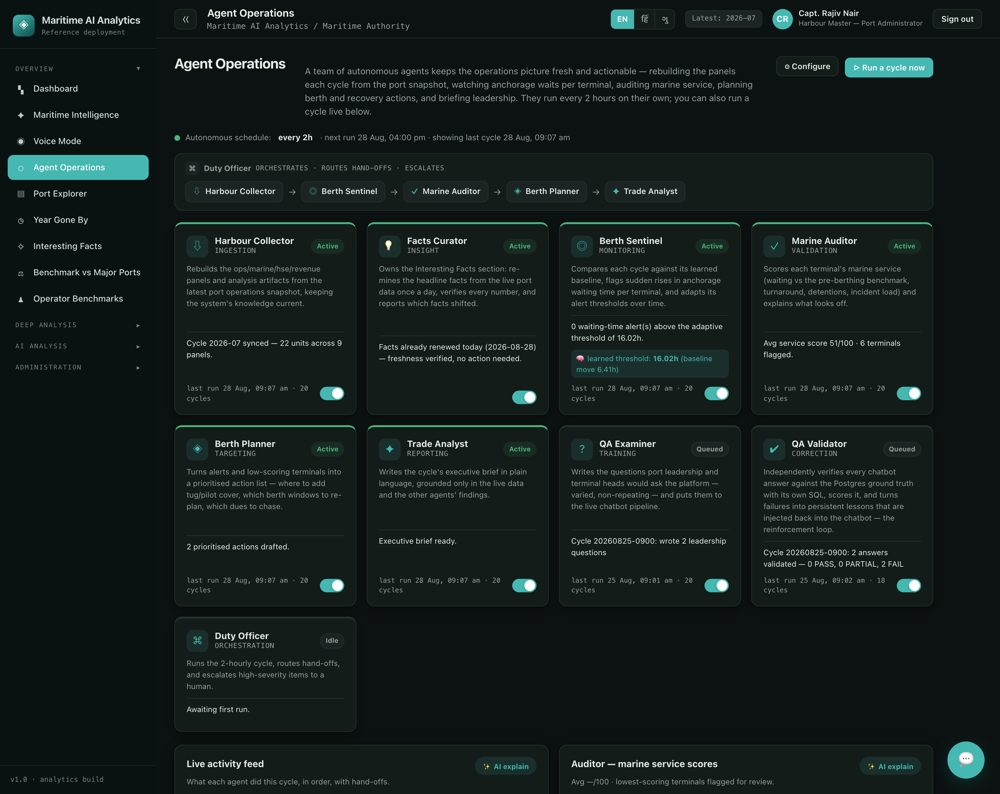 Maritime AI Analytics
Reference deployment
OVERVIEW
Dashboard
Maritime Intelligence
Voice Mode
Agent Operations
Port Explorer
Year Gone By
Interesting Facts
Benchmark vs Major Ports
Operator Benchmarks
DEEP ANALYSIS
AI ANALYSIS
ADMINISTRATION
v1.0 · analytics build
Agent Operations
Maritime AI Analytics / Maritime Authority
EN
हिं
ગુ
Latest: 2026-07
CR
Capt. Rajiv Nair
Harbour Master — Port Administrator
Sign out
Agent Operations
A team of autonomous agents keeps the operations picture fresh and actionable — rebuilding the panels
each cycle from the port snapshot, watching anchorage waits per terminal, auditing marine service, planning
berth and recovery actions, and briefing leadership. They run every 2 hours on their own; you can also run a
cycle live below.
Configure
Run a cycle now
Autonomous schedule: every 2h · next run 28 Aug, 04:00 pm · showing last cycle 28 Aug, 09:07 am
Duty Officer ORCHESTRATES · ROUTES HAND-OFFS · ESCALATES
Harbour Collector → Berth Sentinel → Marine Auditor → Berth Planner → Trade Analyst
Harbour Collector
INGESTION
Active
Rebuilds the ops/marine/hse/revenue
panels and analysis artifacts from the
latest port operations snapshot, keeping
the system's knowledge current.
Cycle 2026-07 synced — 22 units across 9
panels.
last run 28 Aug, 09:07 am · 20
cycles
Facts Curator
INSIGHT
Active
Owns the Interesting Facts section: re-
mines the headline facts from the live port
data once a day, verifies every number, and
reports which facts shifted.
Facts already renewed today (2026-08-28)
— freshness verified, no action needed.
Berth Sentinel
MONITORING
Active
Compares each cycle against its learned
baseline, flags sudden rises in anchorage
waiting time per terminal, and adapts its
alert thresholds over time.
0 waiting-time alert(s) above the adaptive
threshold of 16.02h.
learned threshold: 16.02h (baseline
move 6.41h)
last run 28 Aug, 09:07 am · 20
cycles
Marine Auditor
VALIDATION
Active
Scores each terminal's marine service
(waiting vs the pre-berthing benchmark,
turnaround, detentions, incident load) and
explains what looks off.
Avg service score 51/100 · 6 terminals
flagged.
last run 28 Aug, 09:07 am · 20
cycles
Berth Planner
TARGETING
Active
Turns alerts and low-scoring terminals into
a prioritised action list — where to add
tug/pilot cover, which berth windows to re-
plan, which dues to chase.
2 prioritised actions drafted.
last run 28 Aug, 09:07 am · 20
cycles
Trade Analyst
REPORTING
Active
Writes the cycle's executive brief in plain
language, grounded only in the live data
and the other agents' findings.
Executive brief ready.
last run 28 Aug, 09:07 am · 20
cycles
QA Examiner
TRAINING
Queued
Writes the questions port leadership and
terminal heads would ask the platform —
varied, non-repeating — and puts them to
the live chatbot pipeline.
Cycle 20260825-0900: wrote 2 leadership
questions
last run 25 Aug, 09:01 am · 20
cycles
QA Validator
CORRECTION
Queued
Independently verifies every chatbot
answer against the Postgres ground truth
with its own SQL, scores it, and turns
failures into persistent lessons that are
injected back into the chatbot — the
reinforcement loop.
Cycle 20260825-0900: 2 answers
validated — 0 PASS, 0 PARTIAL, 2 FAIL
last run 25 Aug, 09:02 am · 18
cycles
Duty Officer
ORCHESTRATION
Idle
Runs the 2-hourly cycle, routes hand-offs,
and escalates high-severity items to a
human.
Awaiting first run.
Live activity feed
AI explain
What each agent did this cycle, in order, with hand-offs.
Auditor — marine service scores
AI explain
Avg —/100 · lowest-scoring terminals flagged for review.